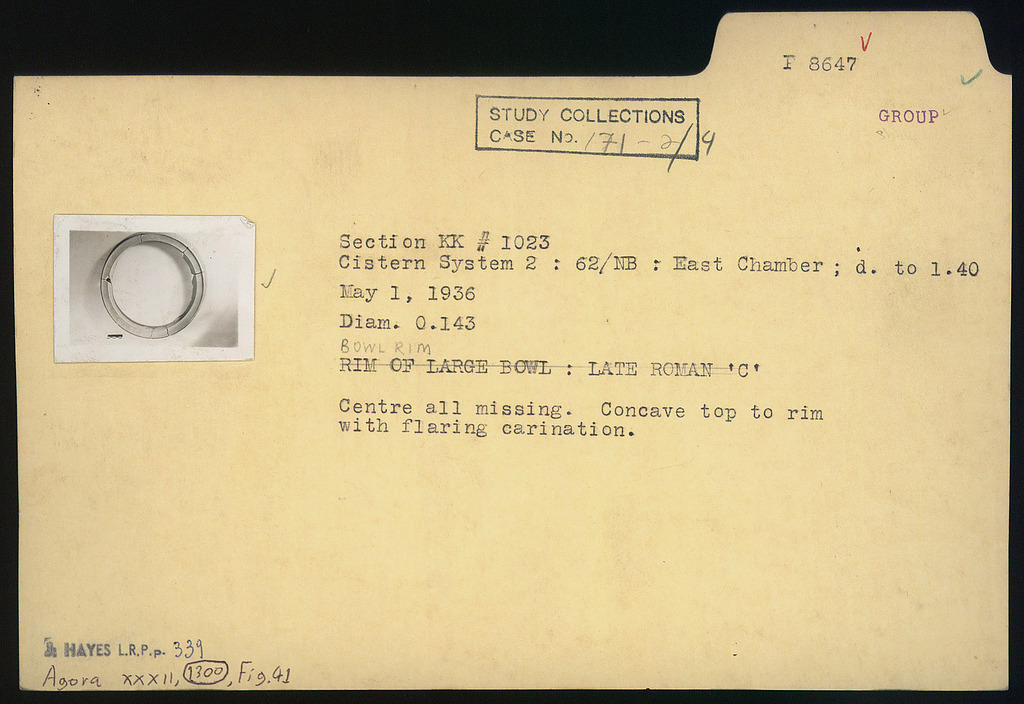 P 8647
GROUP
STUDY COLLECTIONS
CASE NO. 171-2/9
Section KK # 1023
Cistern System 2 : 62/NB : East Chamber ; d. to 1.40
May 1, 1936
Diam. 0.143
BOWL RIM
RIM OF LARGE BOWL : LATE ROMAN 'C'
Centre all missing. Concave top to rim
with flaring carination.
HAYES L.R.P. p. 339
Agora XXXII, 1300, Fig.41